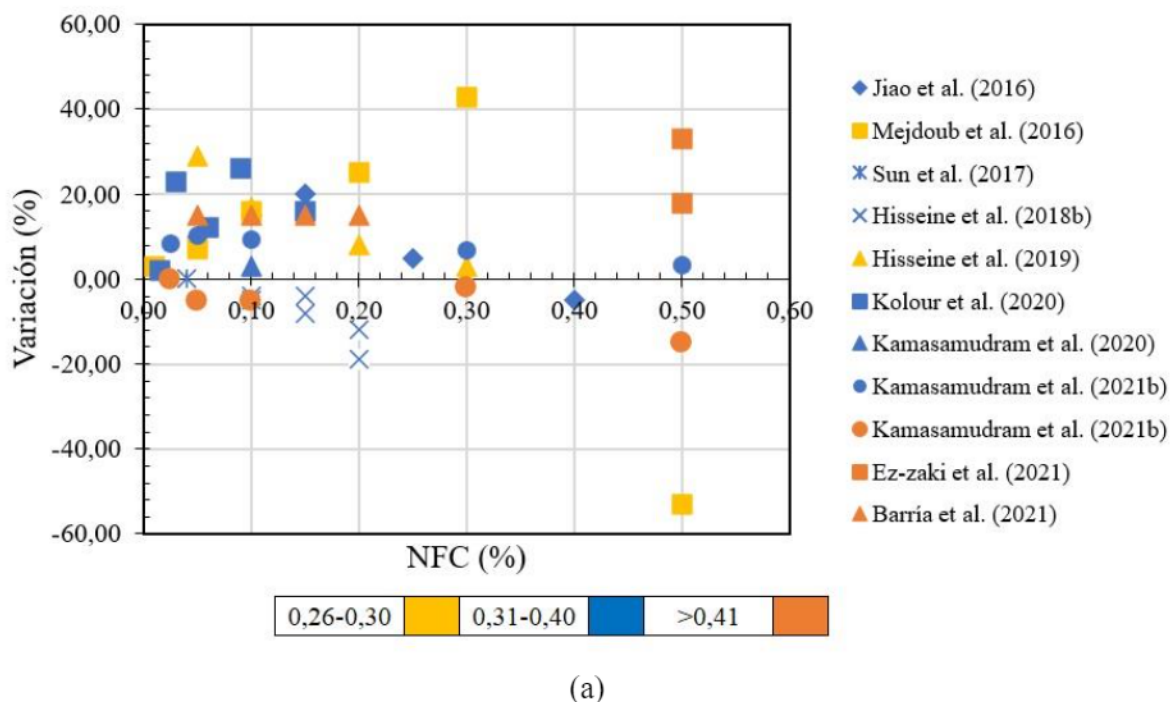 60,00
40,00
20,00
0,00
-20,00
-40,00
-60,00
Variación (%)
0,00 0,10 0,20 0,30 0,40 0,50 0,60
NFC (%)
Jiao et al. (2016)
Mejdoub et al. (2016)
Sun et al. (2017)
Hisseine et al. (2018b)
Hisseine et al. (2019)
Kolour et al. (2020)
Kamasamudram et al. (2020)
Kamasamudram et al. (2021b)
Kamasamudram et al. (2021b)
Ez-zaki et al. (2021)
Barría et al. (2021)
0,26-0,30 0,31-0,40 >0,41
(a)